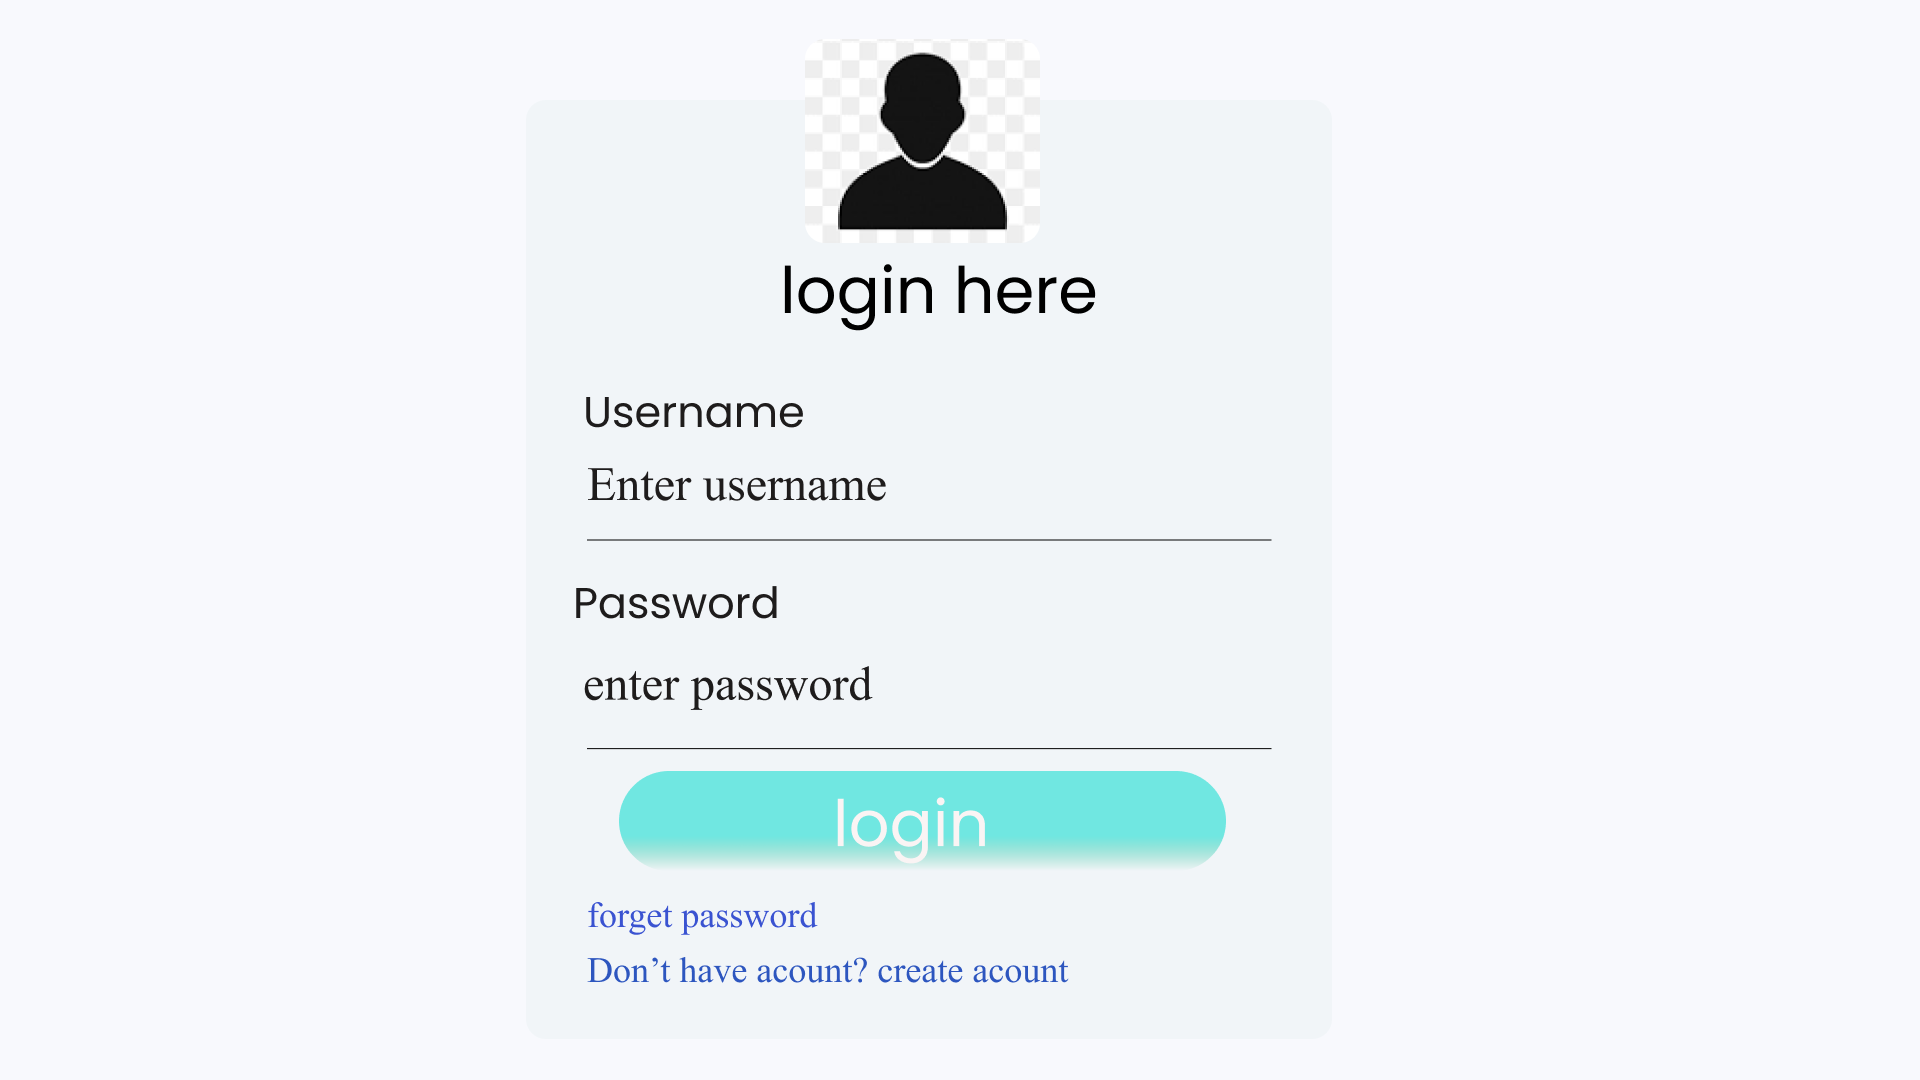 login here
Username
Enter username
Password
enter password
login
forget password
Don’t have acount? create acount